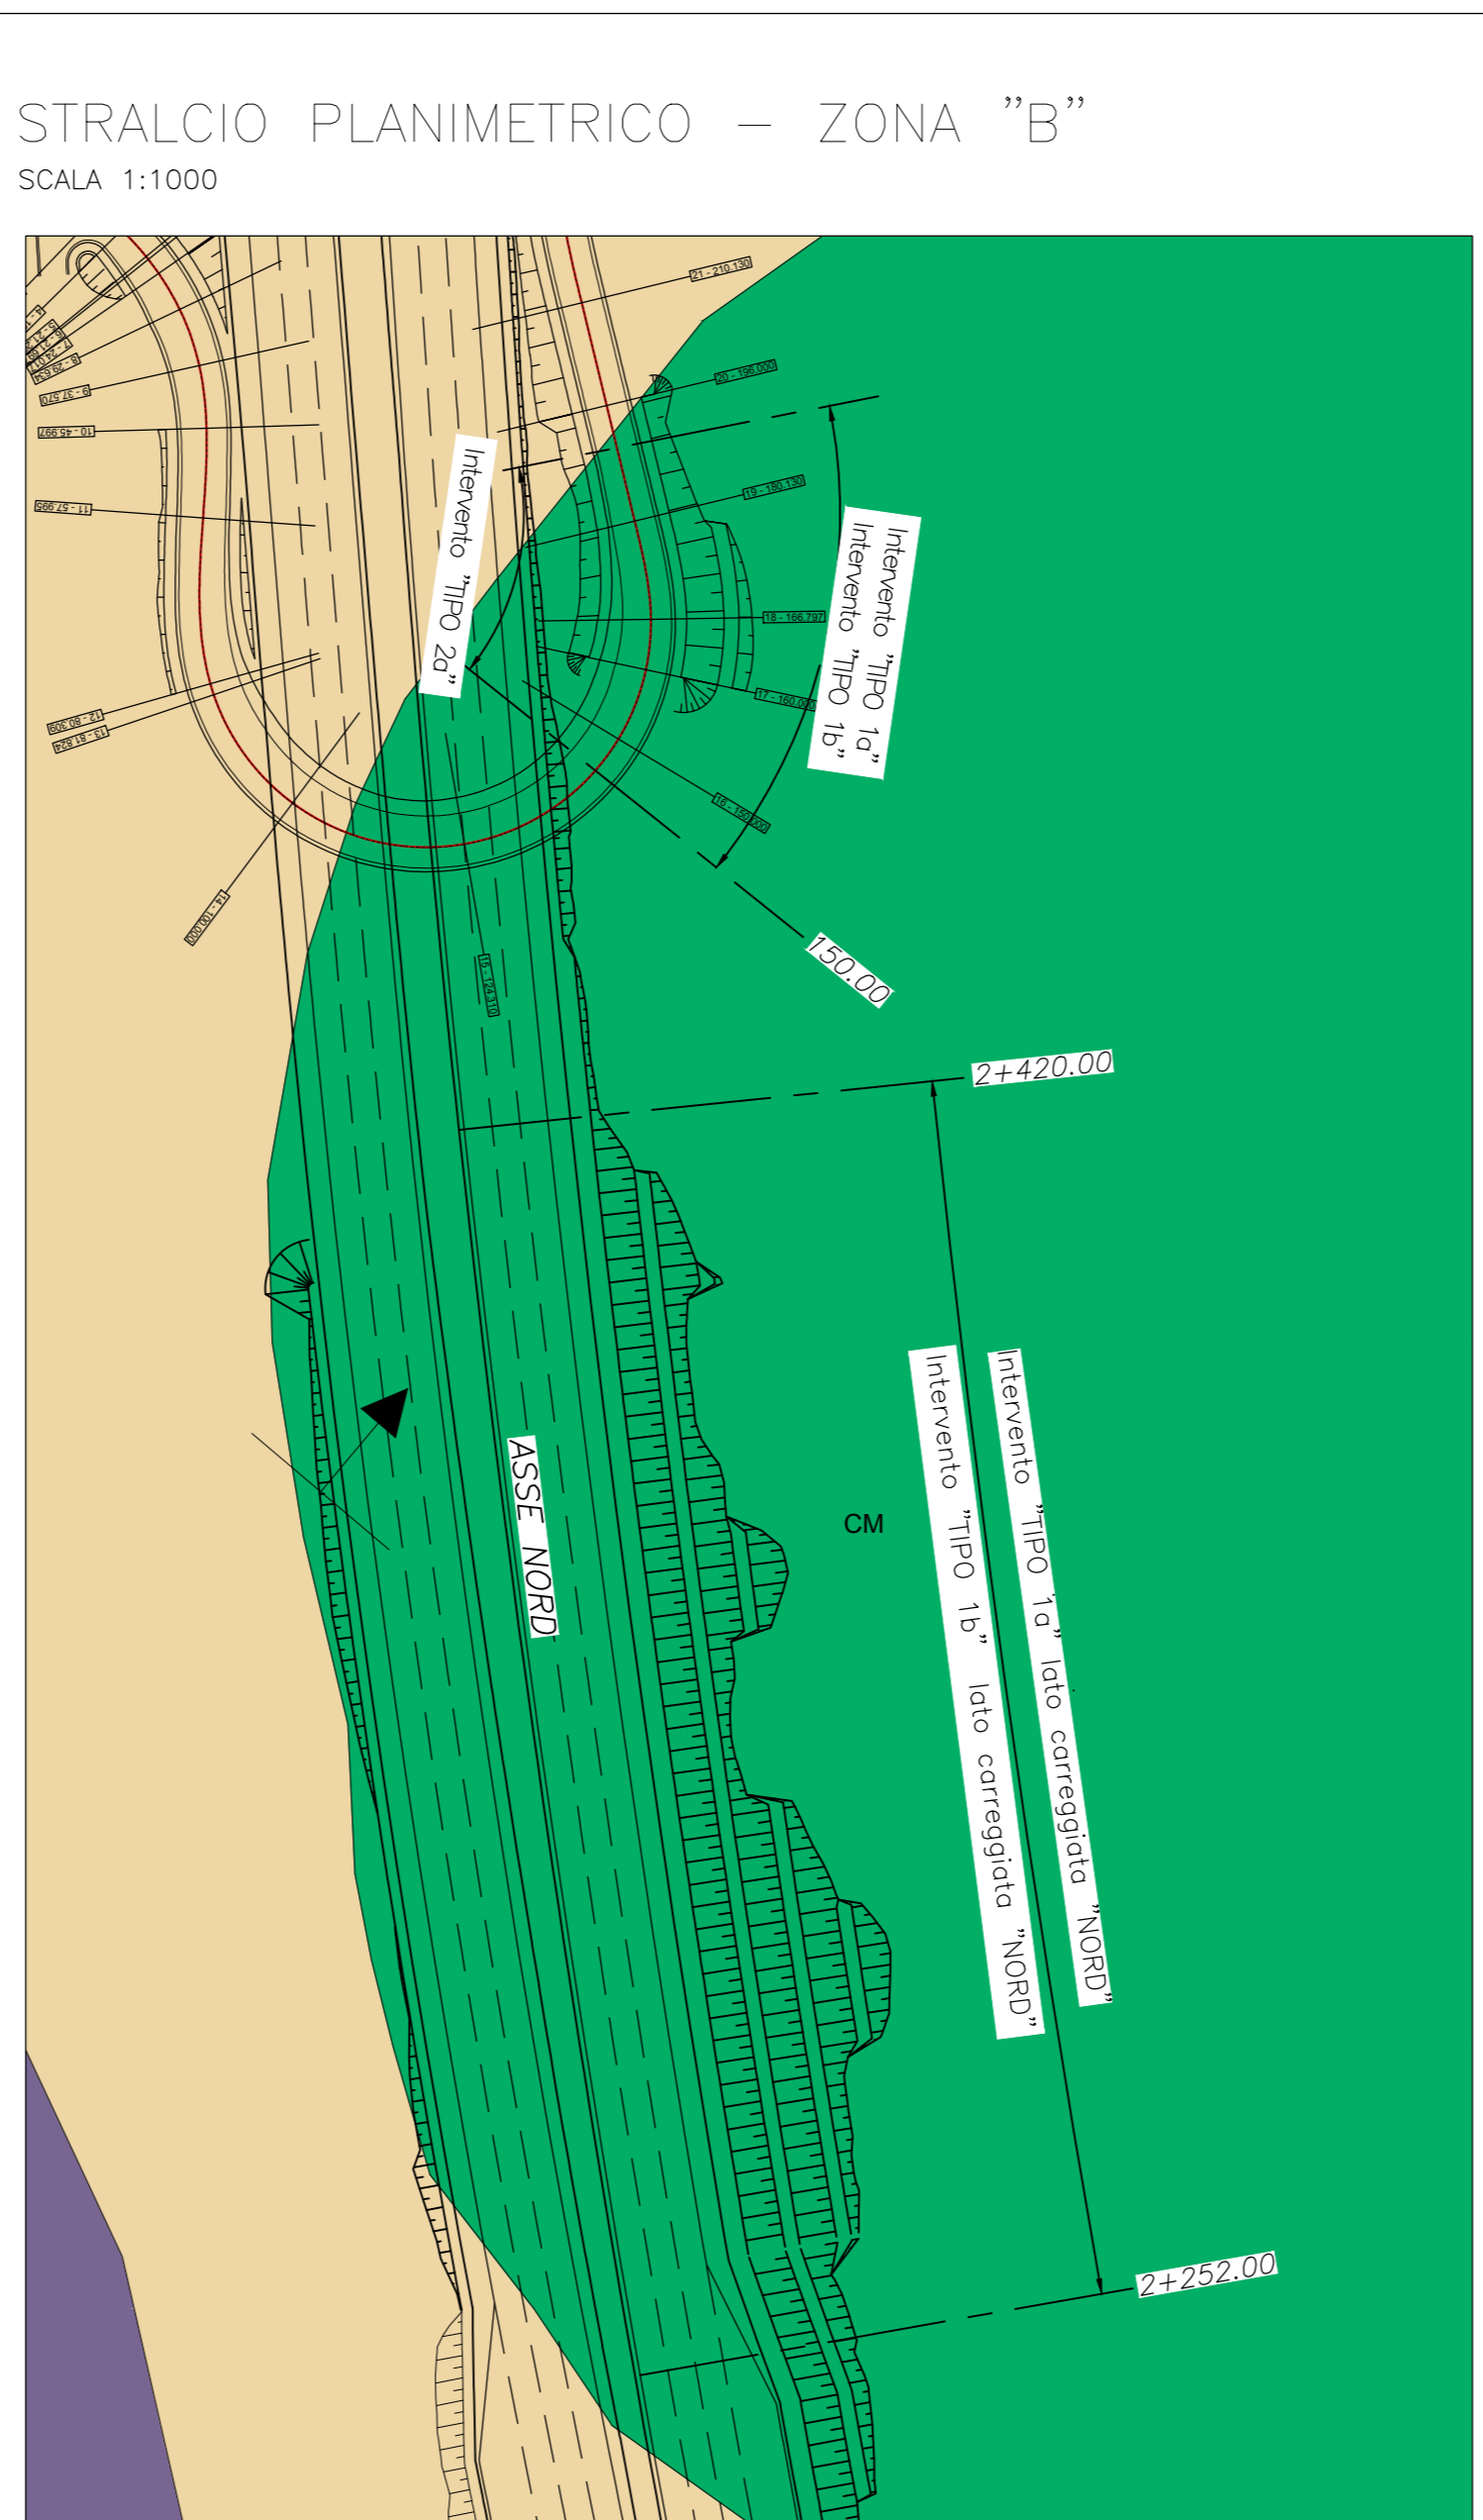 STRALCIO PLANIMETRICO – ZONA ”B”
SCALA 1:1000
21 - 210.130
20 - 196.000
19 - 180.130
18 - 166.797
17 - 160.000
16 - 150.000
15 - 124.310
14 - 100.000
13 - 81.824
12 - 80.309
11 - 57.995
10 - 45.997
9 - 37.570
8 - 29.634
Intervento ”TIPO 2a”
Intervento ”TIPO 1a”
Intervento ”TIPO 1b”
150.00
2+420.00
ASSE NORD
CM
Intervento ”TIPO 1a” lato carreggiata ”NORD”
Intervento ”TIPO 1b” lato carreggiata ”NORD”
2+252.00